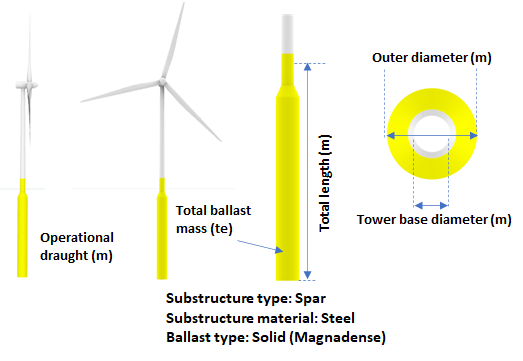 Outer diameter (m)
Total length (m)
Total ballast
mass (te)
Tower base diameter (m)
Operational
draught (m)
Substructure type: Spar
Substructure material: Steel
Ballast type: Solid (Magnadense)